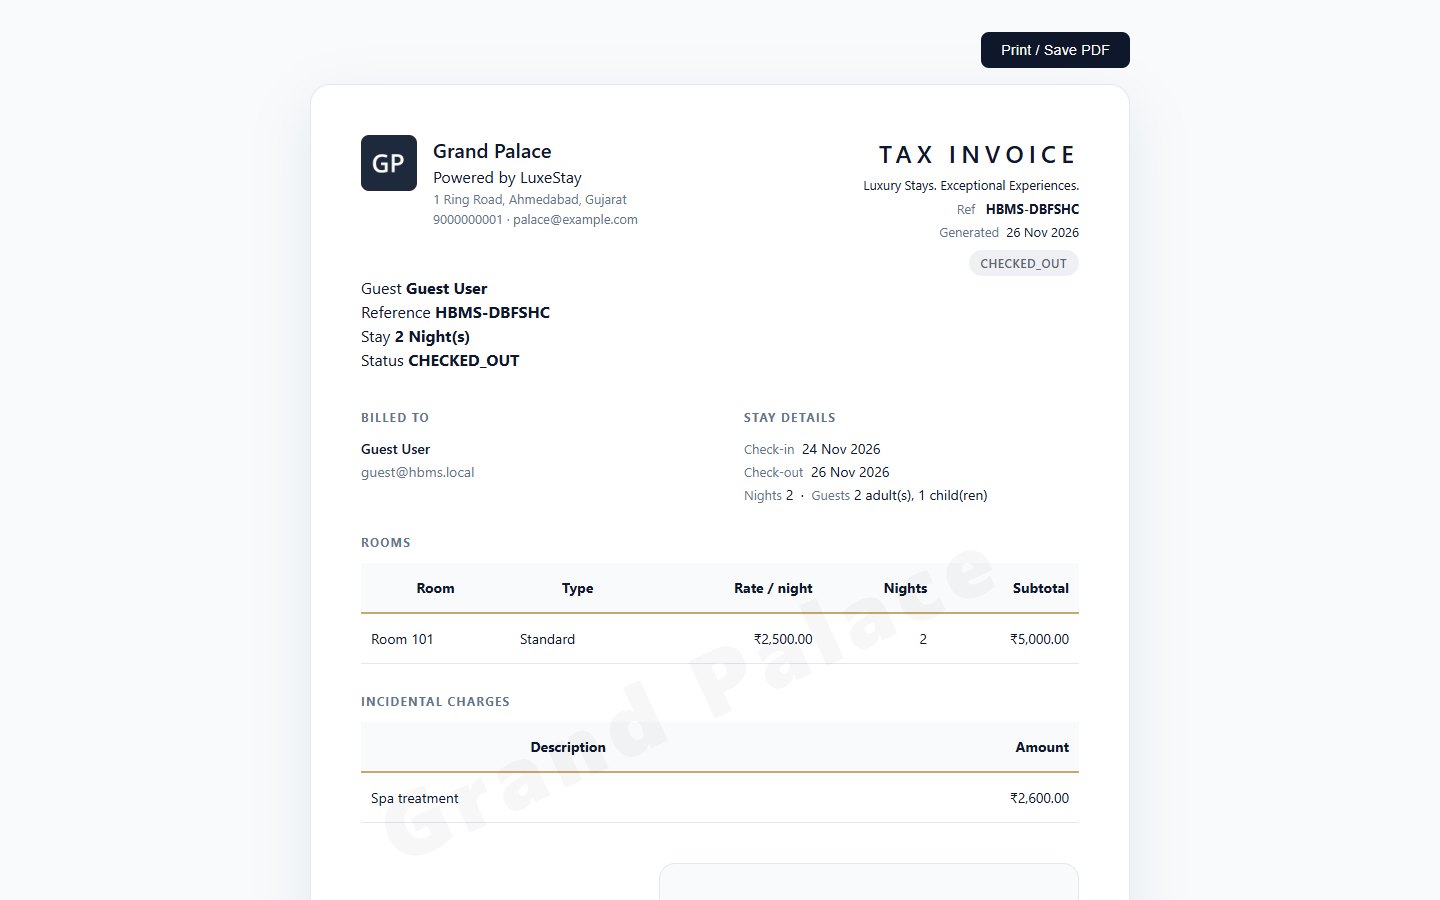 Print / Save PDF
GP
Grand Palace
Powered by LuxeStay
1 Ring Road, Ahmedabad, Gujarat
9000000001 · palace@example.com
TAX INVOICE
Luxury Stays. Exceptional Experiences.
Ref HBMS-DBFSHC
Generated 26 Nov 2026
CHECKED_OUT
Guest Guest User
Reference HBMS-DBFSHC
Stay 2 Night(s)
Status CHECKED_OUT
BILLED TO
Guest User
guest@hbms.local
STAY DETAILS
Check-in 24 Nov 2026
Check-out 26 Nov 2026
Nights 2 · Guests 2 adult(s), 1 child(ren)
ROOMS
Room Type Rate / night Nights Subtotal
Room 101 Standard ₹2,500.00 2 ₹5,000.00
INCIDENTAL CHARGES
Description Amount
Spa treatment ₹2,600.00
Grand Palace